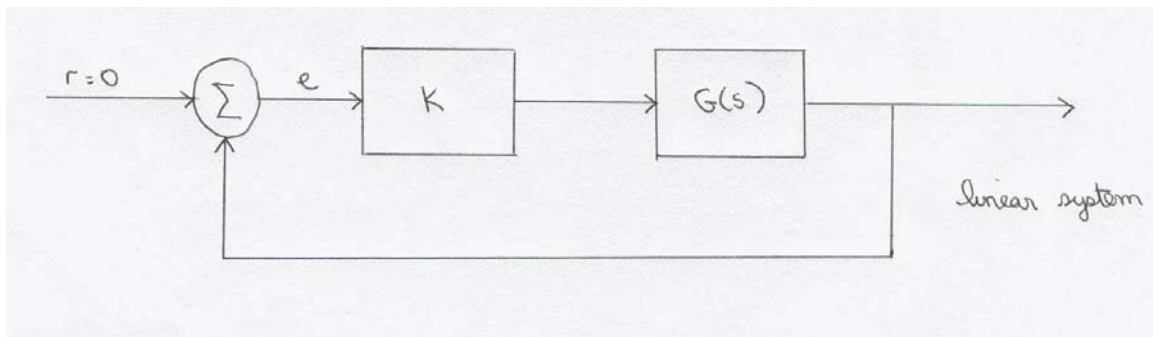 r=0
Σ
e
K
G(s)
linear system